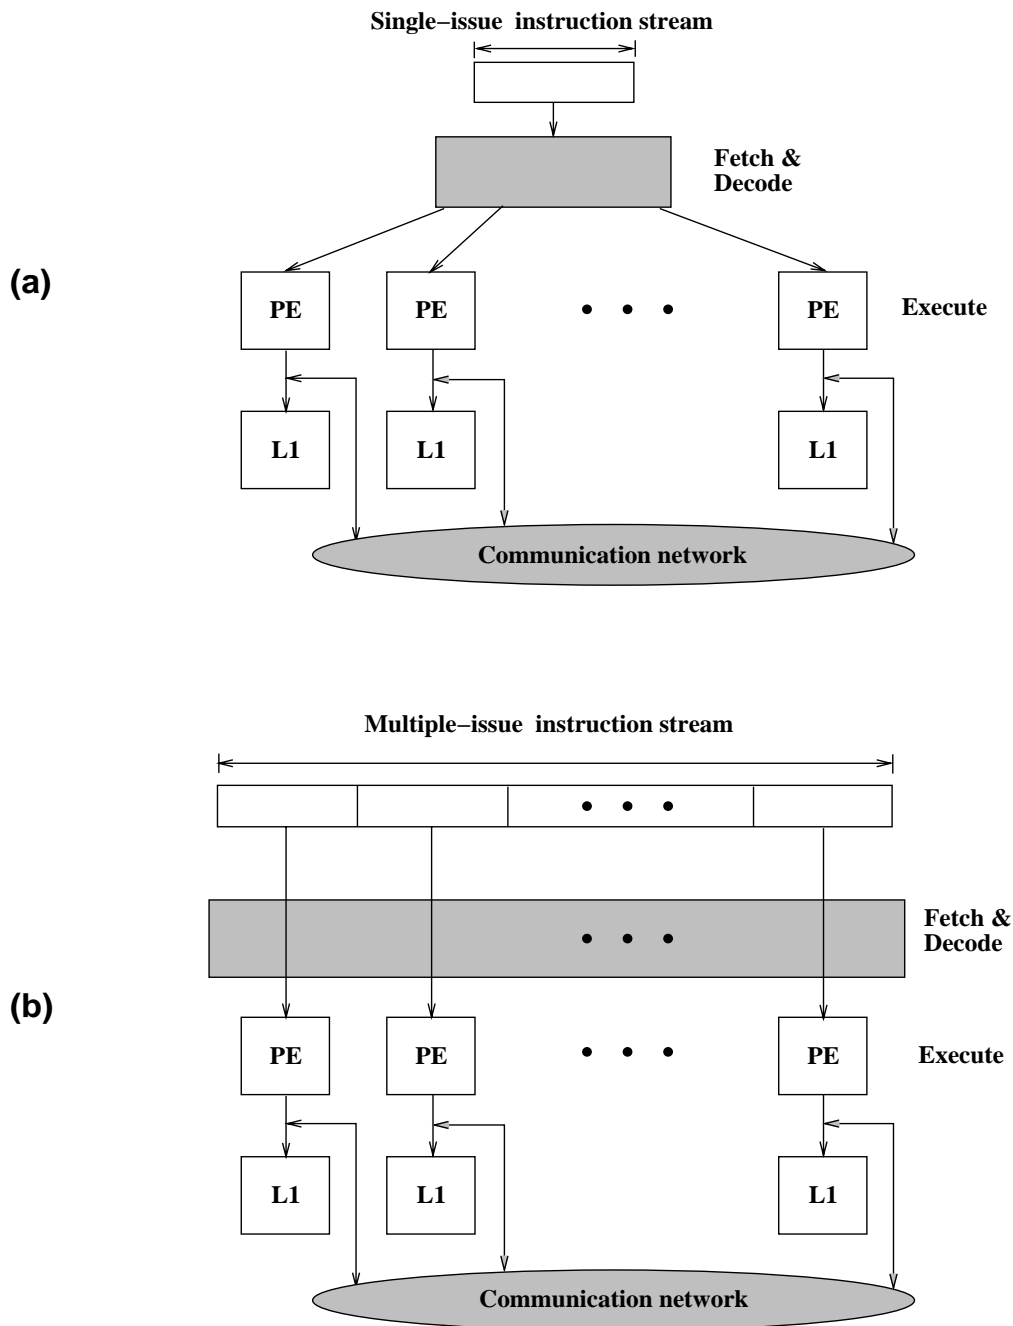 Single−issue instruction stream
Fetch &
Decode
(a)
PE PE PE Execute
L1 L1 L1
Communication network
Multiple−issue instruction stream
Fetch &
Decode
(b)
PE PE PE Execute
L1 L1 L1
Communication network